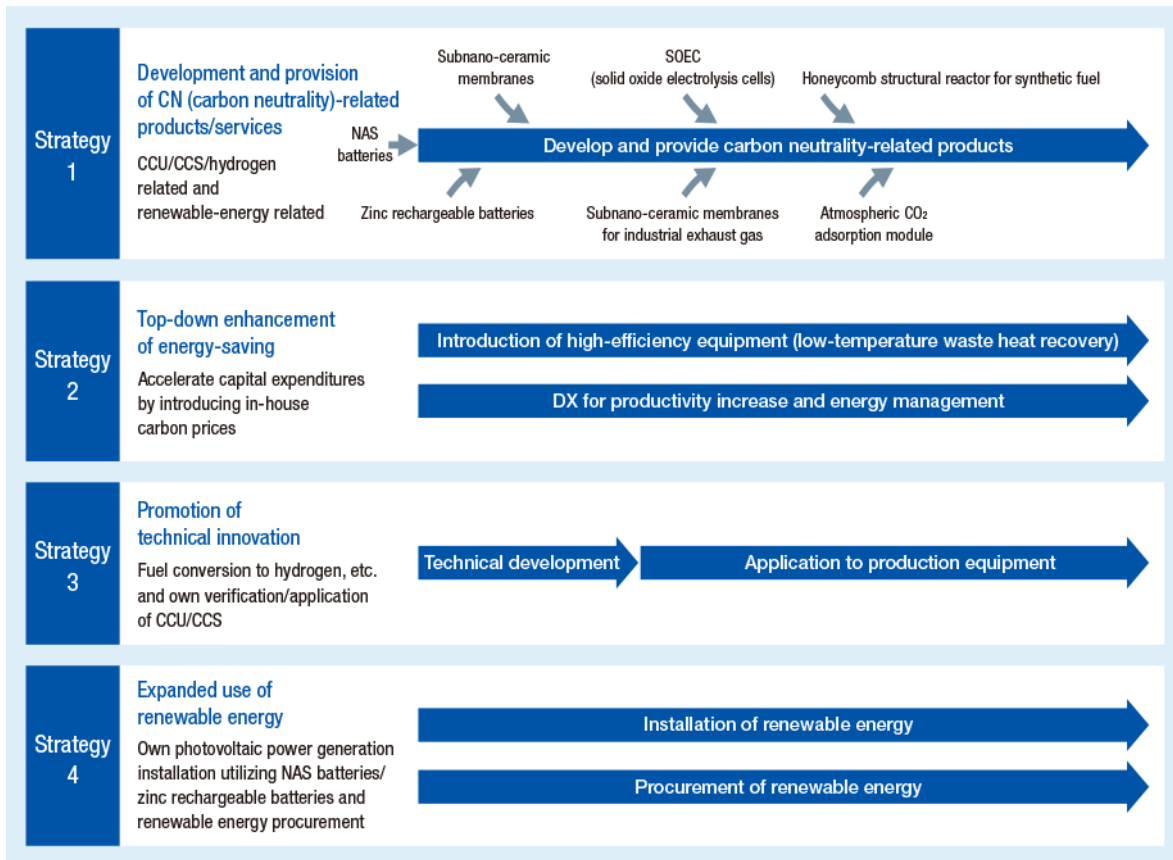 Strategy
1
Development and provision
of CN (carbon neutrality)-related
products/services
CCU/CCS/hydrogen
related and
renewable-energy related
Subnano-ceramic
membranes
SOEC
(solid oxide electrolysis cells)
Honeycomb structural reactor for synthetic fuel
NAS
batteries
Develop and provide carbon neutrality-related products
Zinc rechargeable batteries
Subnano-ceramic membranes
for industrial exhaust gas
Atmospheric CO₂
adsorption module
Strategy
2
Top-down enhancement
of energy-saving
Accelerate capital expenditures
by introducing in-house
carbon prices
Introduction of high-efficiency equipment (low-temperature waste heat recovery)
DX for productivity increase and energy management
Strategy
3
Promotion of
technical innovation
Fuel conversion to hydrogen, etc.
and own verification/application
of CCU/CCS
Technical development
Application to production equipment
Strategy
4
Expanded use of
renewable energy
Own photovoltaic power generation
installation utilizing NAS batteries/
zinc rechargeable batteries and
renewable energy procurement
Installation of renewable energy
Procurement of renewable energy